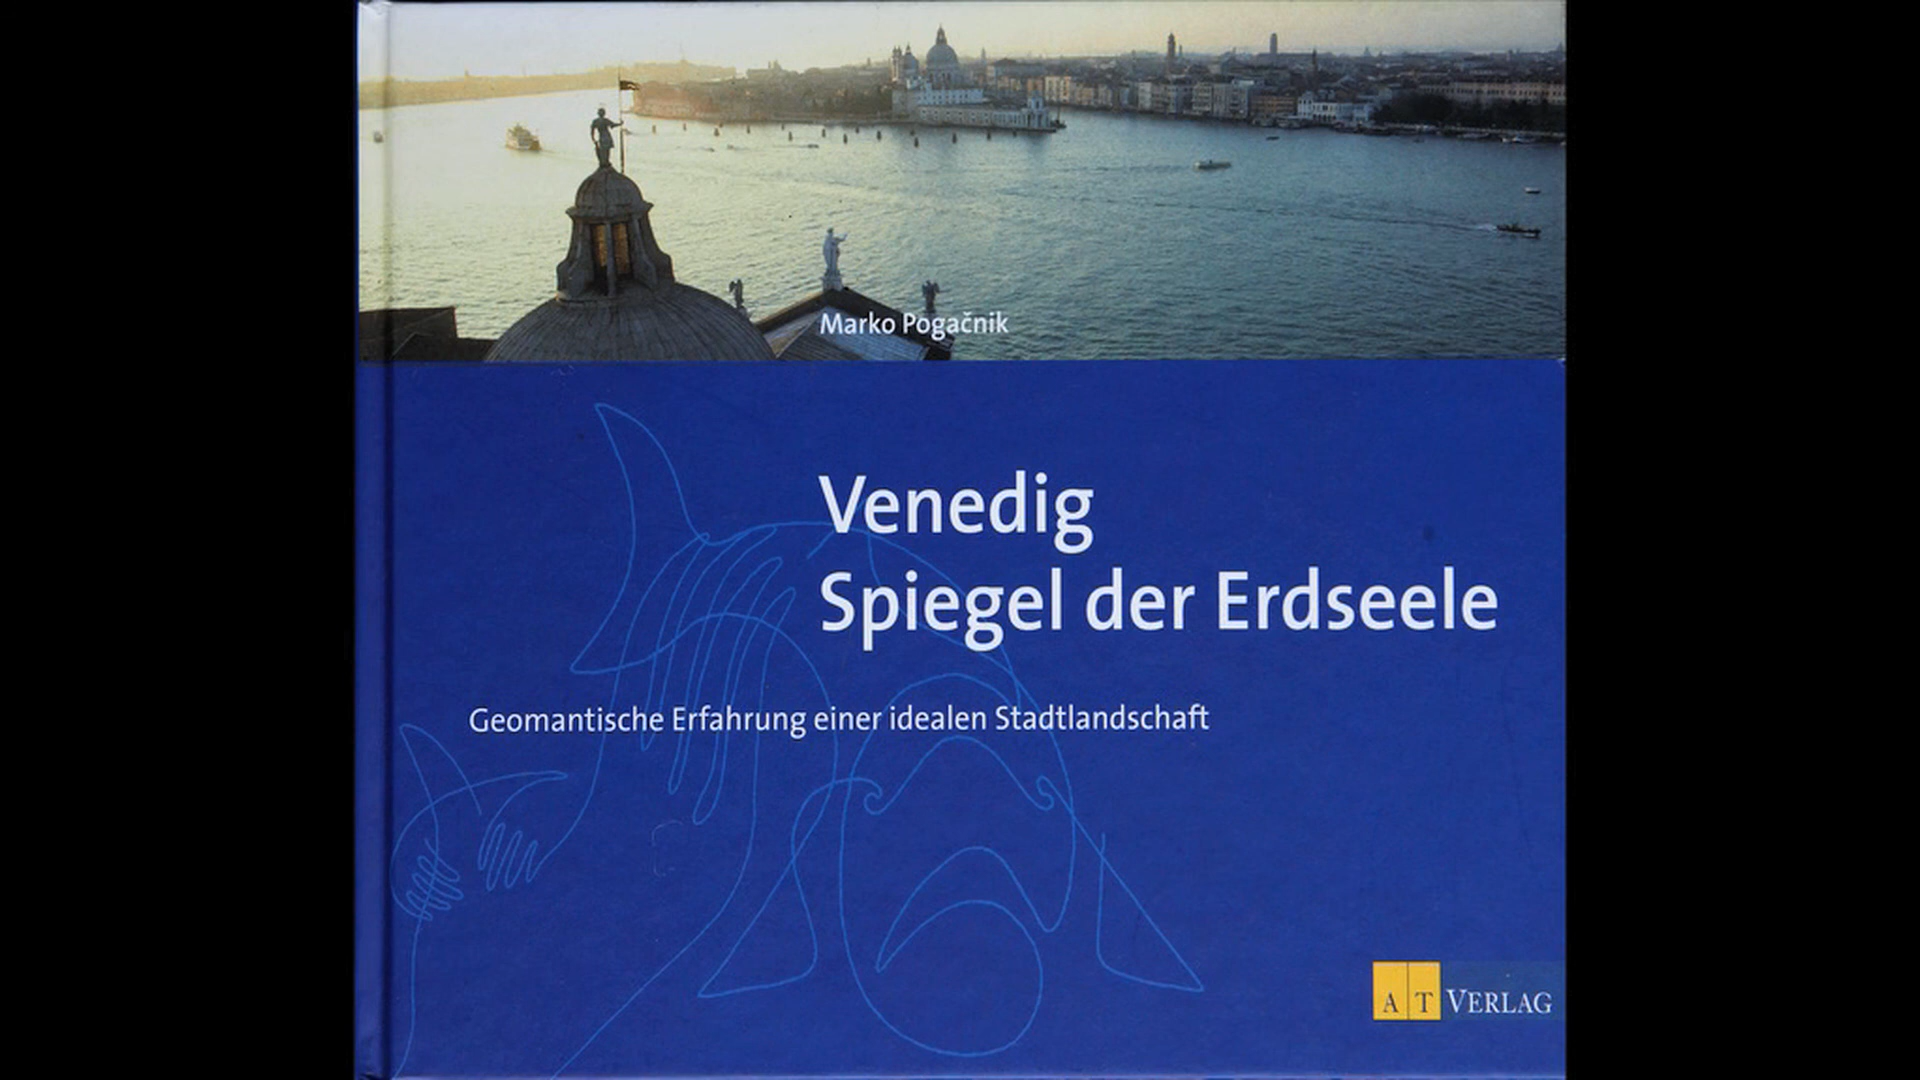 Marko Pogačnik
Venedig
Spiegel der Erdseele
Geomantische Erfahrung einer idealen Stadtlandschaft
AT VERLAG